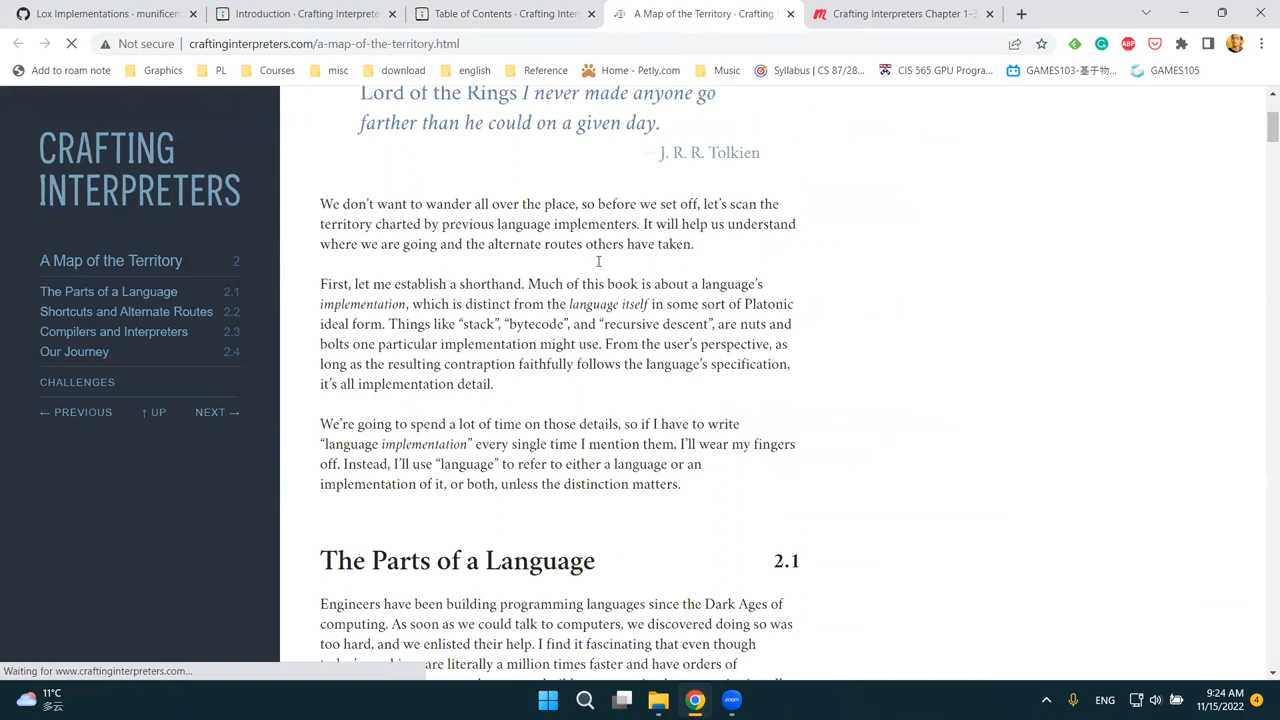 Lox Implementations · munificen
Introduction · Crafting Interprete
Table of Contents · Crafting Inter
A Map of the Territory · Crafting
Crafting Interpreters Chapter 1-3
Not secure
craftinginterpreters.com/a-map-of-the-territory.html
Add to roam note
Graphics
PL
Courses
misc
download
english
Reference
Home - Petly.com
Music
Syllabus | CS 87/28...
CIS 565 GPU Progra...
GAMES103-基于物...
GAMES105
CRAFTING
INTERPRETERS
A Map of the Territory 2
The Parts of a Language 2.1
Shortcuts and Alternate Routes 2.2
Compilers and Interpreters 2.3
Our Journey 2.4
CHALLENGES
← PREVIOUS ↑ UP NEXT →
Lord of the Rings I never made anyone go
farther than he could on a given day.
J. R. R. Tolkien
We don’t want to wander all over the place, so before we set off, let’s scan the
territory charted by previous language implementers. It will help us understand
where we are going and the alternate routes others have taken.
First, let me establish a shorthand. Much of this book is about a language’s
implementation, which is distinct from the language itself in some sort of Platonic
ideal form. Things like “stack”, “bytecode”, and “recursive descent”, are nuts and
bolts one particular implementation might use. From the user’s perspective, as
long as the resulting contraption faithfully follows the language’s specification,
it’s all implementation detail.
We’re going to spend a lot of time on those details, so if I have to write
“language implementation” every single time I mention them, I’ll wear my fingers
off. Instead, I’ll use “language” to refer to either a language or an
implementation of it, or both, unless the distinction matters.
The Parts of a Language 2.1
Engineers have been building programming languages since the Dark Ages of
computing. As soon as we could talk to computers, we discovered doing so was
too hard, and we enlisted their help. I find it fascinating that even though
are literally a million times faster and have orders of
Waiting for www.craftinginterpreters.com...
11°C
多云
zoom
ENG
9:24 AM
11/15/2022
4